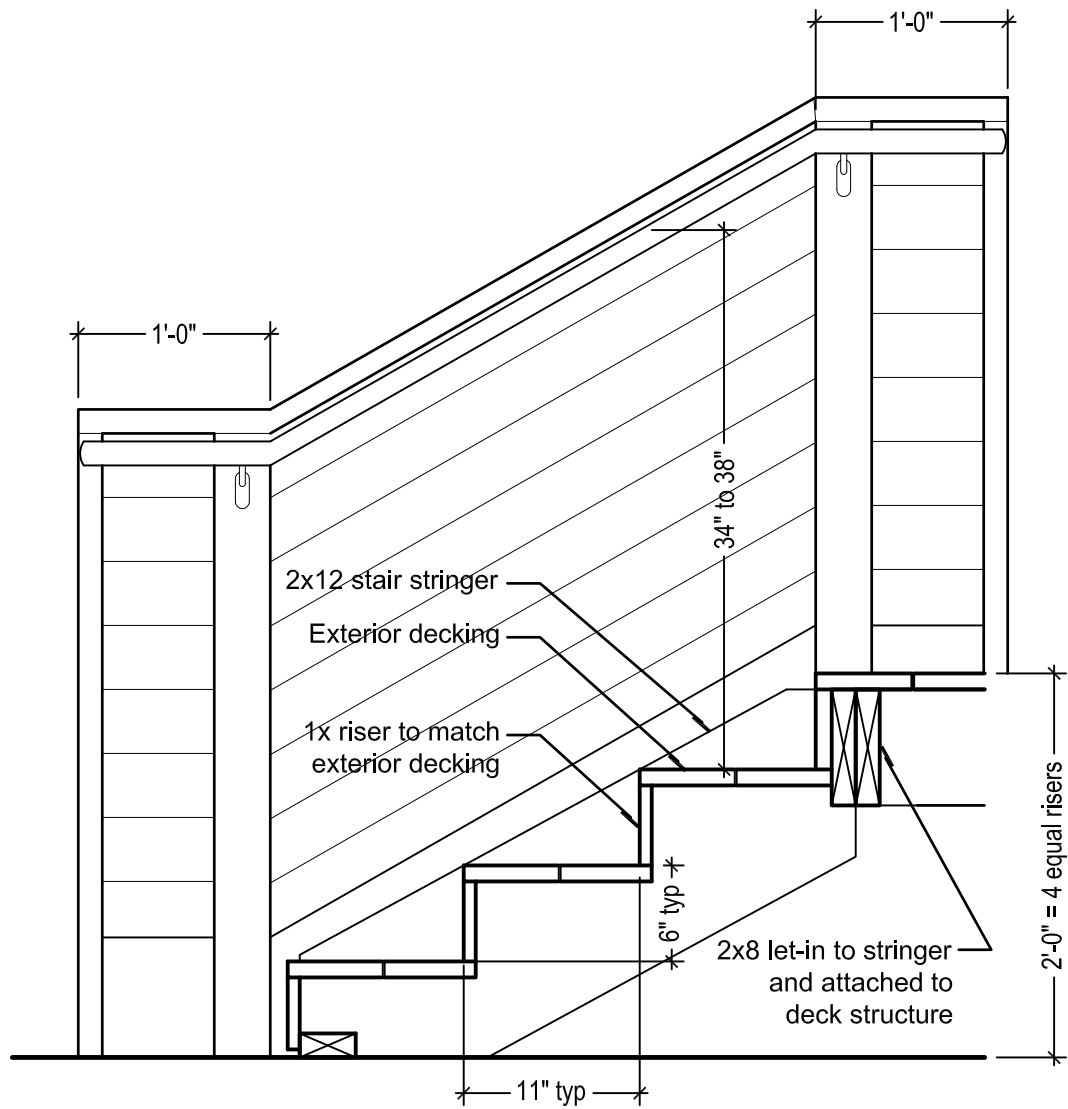 1'-0"
1'-0"
34" to 38"
2x12 stair stringer
Exterior decking
1x riser to match
exterior decking
6" typ
2'-0" = 4 equal risers
2x8 let-in to stringer
and attached to
deck structure
11" typ